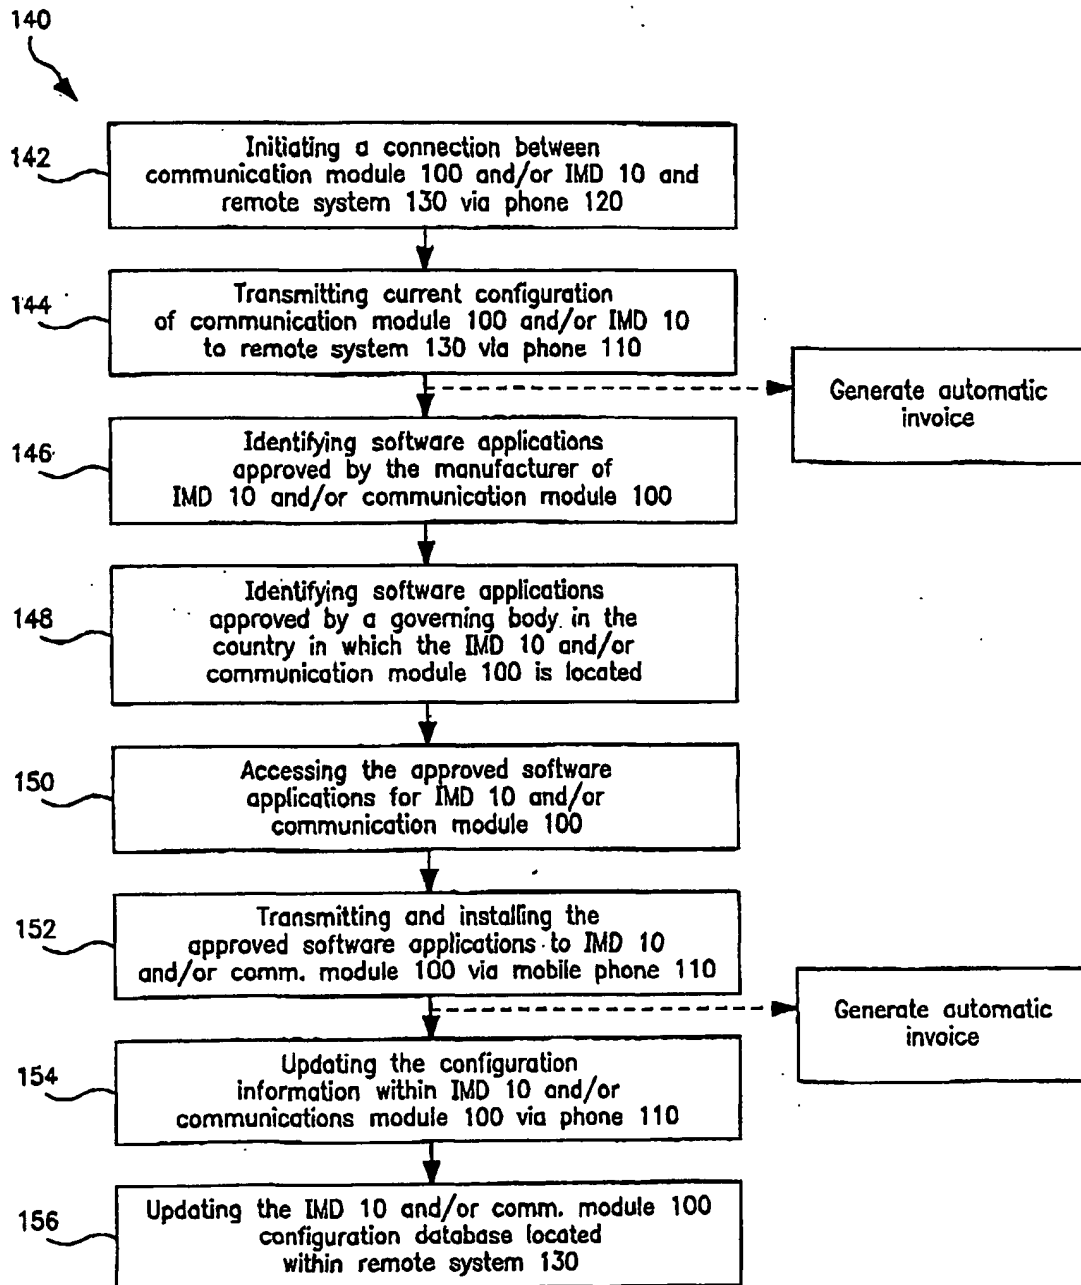 140
142
Initiating a connection between
communication module 100 and/or IMD 10 and
remote system 130 via phone 120
144
Transmitting current configuration
of communication module 100 and/or IMD 10
to remote system 130 via phone 110
Generate automatic
invoice
146
Identifying software applications
approved by the manufacturer of
IMD 10 and/or communication module 100
148
Identifying software applications
approved by a governing body in the
country in which the IMD 10 and/or
communication module 100 is located
150
Accessing the approved software
applications for IMD 10 and/or
communication module 100
152
Transmitting and installing the
approved software applications to IMD 10
and/or comm. module 100 via mobile phone 110
Generate automatic
invoice
154
Updating the configuration
information within IMD 10 and/or
communications module 100 via phone 110
156
Updating the IMD 10 and/or comm. module 100
configuration database located
within remote system 130